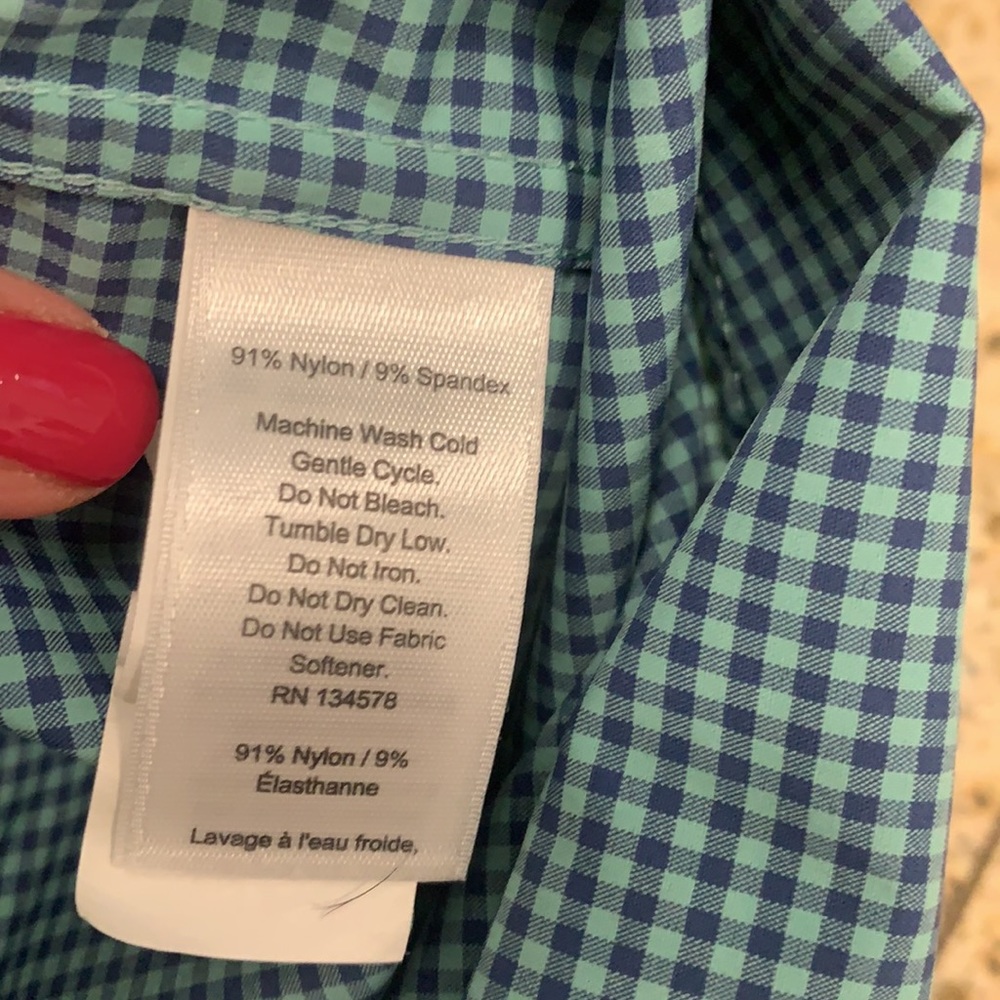 91% Nylon / 9% Spandex
Machine Wash Cold
Gentle Cycle.
Do Not Bleach.
Tumble Dry Low.
Do Not Iron.
Do Not Dry Clean.
Do Not Use Fabric
Softener.
RN 134578
91% Nylon / 9%
Élasthanne
Lavage à l'eau froide,